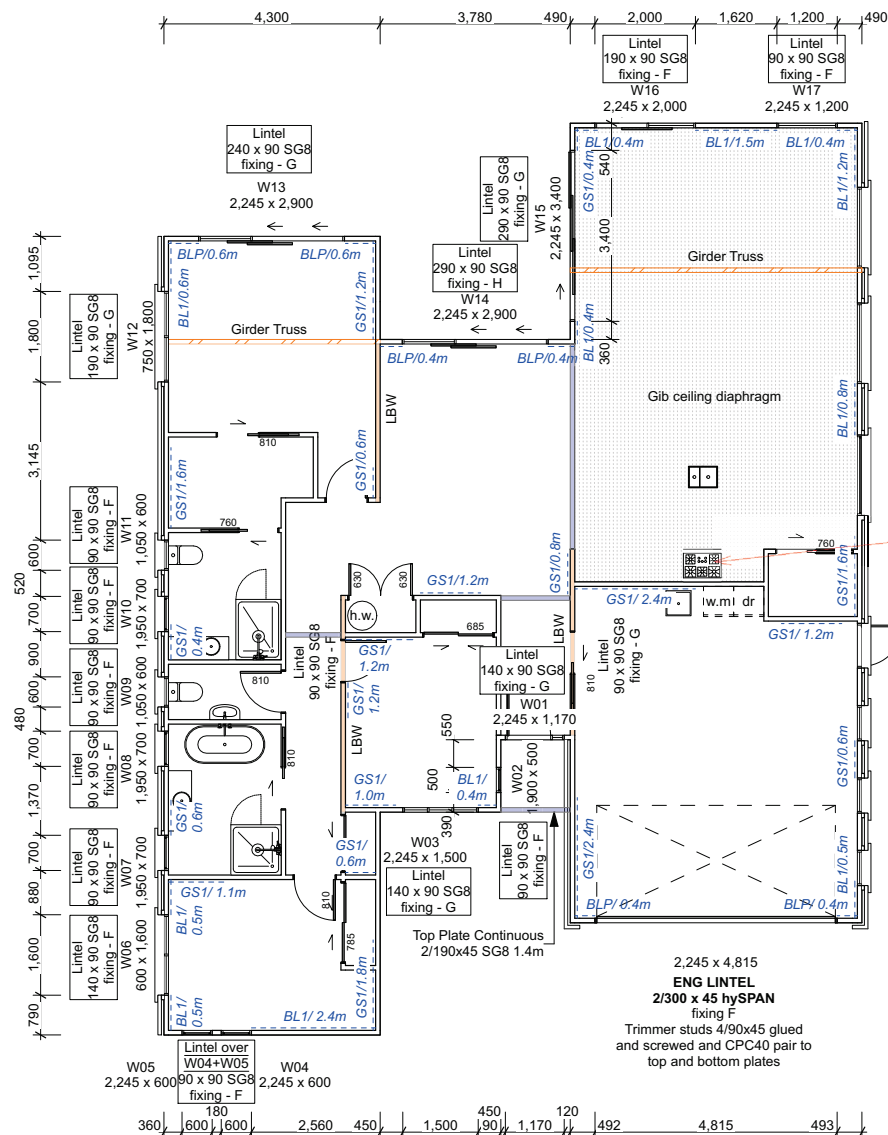 4,300
3,780
490
2,000
1,620
1,200
490
Lintel
190 x 90 SG8
fixing - F
W16
2,245 x 2,000
Lintel
90 x 90 SG8
fixing - F
W17
2,245 x 1,200
Lintel
240 x 90 SG8
fixing - G
W13
2,245 x 2,900
Lintel
290 x 90 SG8
fixing - G
W15
2,245 x 3,400
Lintel
290 x 90 SG8
fixing - H
W14
2,245 x 2,900
BL1/0.4m
BL1/1.5m
BL1/0.4m
GS1/0.4m
540
BL1/1.2m
3,400
Girder Truss
BL1/0.4m
360
BL1/0.8m
Gib ceiling diaphragm
BLP/0.6m
BLP/0.6m
BL1/0.6m
GS1/1.2m
Girder Truss
BLP/0.4m
BLP/0.4m
LBW
810
GS1/0.6m
GS1/1.6m
760
1,095
1,800
3,145
600
520
700
900
600
480
700
1,370
700
880
1,600
790
Lintel
190 x 90 SG8
fixing - G
W12
750 x 1.800
Lintel
90 x 90 SG8
fixing - F
W11
1,050 x 600
Lintel
90 x 90 SG8
fixing - F
W10
1,950 x 700
Lintel
90 x 90 SG8
fixing - F
W09
1,050 x 600
Lintel
90 x 90 SG8
fixing - F
W08
1,950 x 700
Lintel
90 x 90 SG8
fixing - F
W07
1,950 x 700
Lintel
140 x 90 SG8
fixing - F
W06
600 x 1,600
630
630
GS1/1.2m
GS1/0.8m
760
GS1/1.6m
h.w.
GS1/ 2.4m
w.m
dr
GS1/
0.4m
685
GS1/ 1.2m
Lintel
90 x 90 SG8
fixing - F
GS1/
1.2m
GS1/
1.2m
LBW
Lintel
140 x 90 SG8
fixing - G
W01
2,245 x 1,170
LBW
810
Lintel
90 x 90 SG8
fixing - G
810
810
550
500
390
W02
1,900 x 500
GS1/0.6m
GS1/
1.0m
BL1/
0.4m
GS1/
0.6m
GS1/
0.6m
W03
2,245 x 1,500
Lintel
140 x 90 SG8
fixing - G
Lintel
90 x 90 SG8
fixing - F
GS1/2.4m
BL1/0.5m
BLP/ 0.4m
BLP/ 0.4m
GS1/ 1.1m
BL1/
0.5m
810
785
GS1/1.8m
Top Plate Continuous
2/190x45 SG8 1.4m
BL1/
0.5m
BL1/ 2.4m
2,245 x 4,815
ENG LINTEL
2/300 x 45 hySPAN
fixing F
Trimmer studs 4/90x45 glued
and screwed and CPC40 pair to
top and bottom plates
Lintel over
W04+W05
90 x 90 SG8
fixing - F
W05
2,245 x 600
W04
2,245 x 600
180
360
600
600
2,560
450
1,500
450
90
1,170
120
492
4,815
493